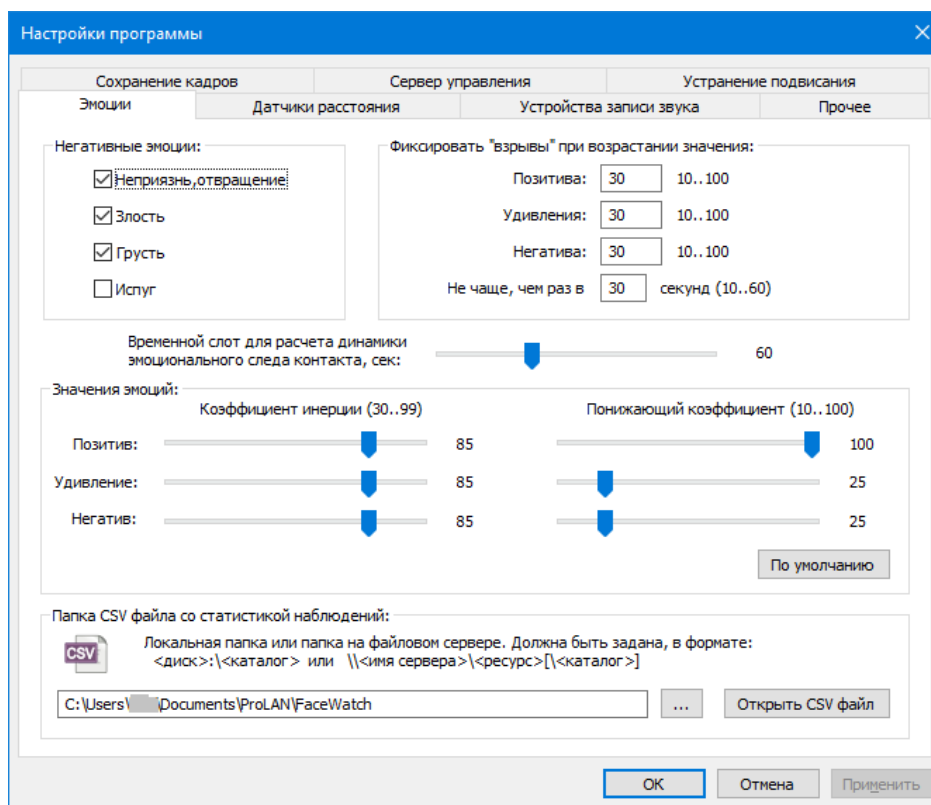 Настройки программы
Сохранение кадров
Сервер управления
Устранение подвисания
Эмоции
Датчики расстояния
Устройства записи звука
Прочее
Негативные эмоции:
Неприязнь,отвращение
Злость
Грусть
Испуг
Фиксировать "взрывы" при возрастании значения:
Позитива: 30 10..100
Удивления: 30 10..100
Негатива: 30 10..100
Не чаще, чем раз в 30 секунд (10..60)
Временной слот для расчета динамики
эмоционального следа контакта, сек: 60
Значения эмоций:
Коэффициент инерции (30..99) Понижающий коэффициент (10..100)
Позитив: 85 100
Удивление: 85 25
Негатив: 85 25
По умолчанию
Папка CSV файла со статистикой наблюдений:
CSV
Локальная папка или папка на файловом сервере. Должна быть задана, в формате:
<диск>:\<каталог> или \\<имя сервера>\<ресурс>[\<каталог>]
C:\Users\ \Documents\ProLAN\FaceWatch ... Открыть CSV файл
OK Отмена Применить